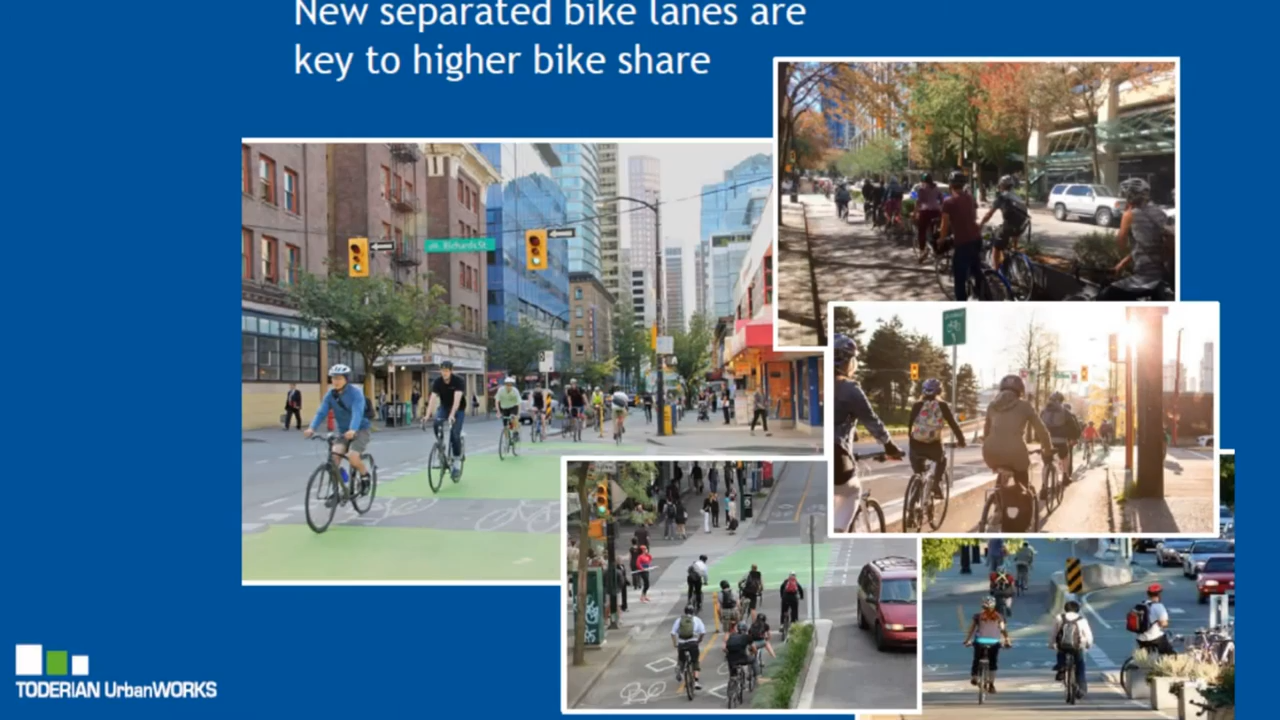 New separated bike lanes are
key to higher bike share
Richards St.
TODERIAN UrbanWORKS